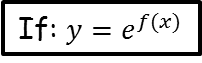 If: y = e^{f(x)}